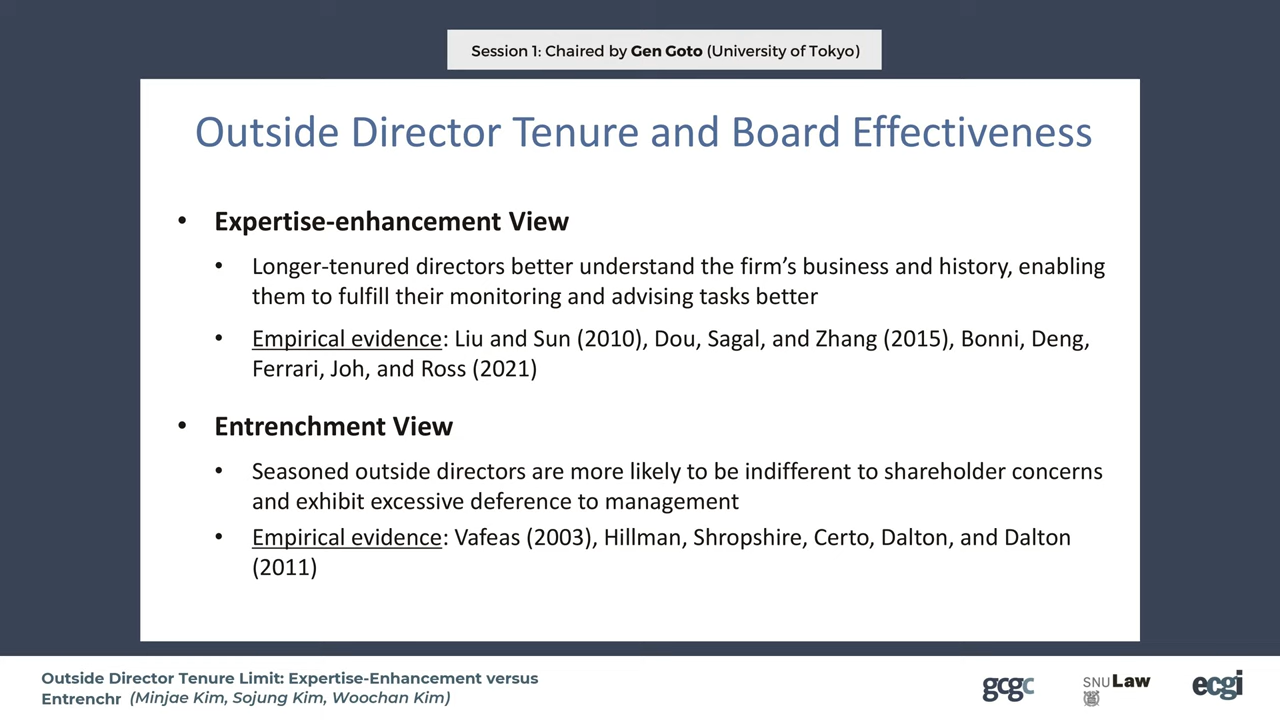 Session 1: Chaired by Gen Goto (University of Tokyo)
Outside Director Tenure and Board Effectiveness
• Expertise-enhancement View
• Longer-tenured directors better understand the firm's business and history, enabling
them to fulfill their monitoring and advising tasks better
• Empirical evidence: Liu and Sun (2010), Dou, Sagal, and Zhang (2015), Bonni, Deng,
Ferrari, Joh, and Ross (2021)
• Entrenchment View
• Seasoned outside directors are more likely to be indifferent to shareholder concerns
and exhibit excessive deference to management
• Empirical evidence: Vafeas (2003), Hillman, Shropshire, Certo, Dalton, and Dalton
(2011)
Outside Director Tenure Limit: Expertise-Enhancement versus
Entrenchr (Minjae Kim, Sojung Kim, Woochan Kim)
gcgc
SNU Law
ecgi